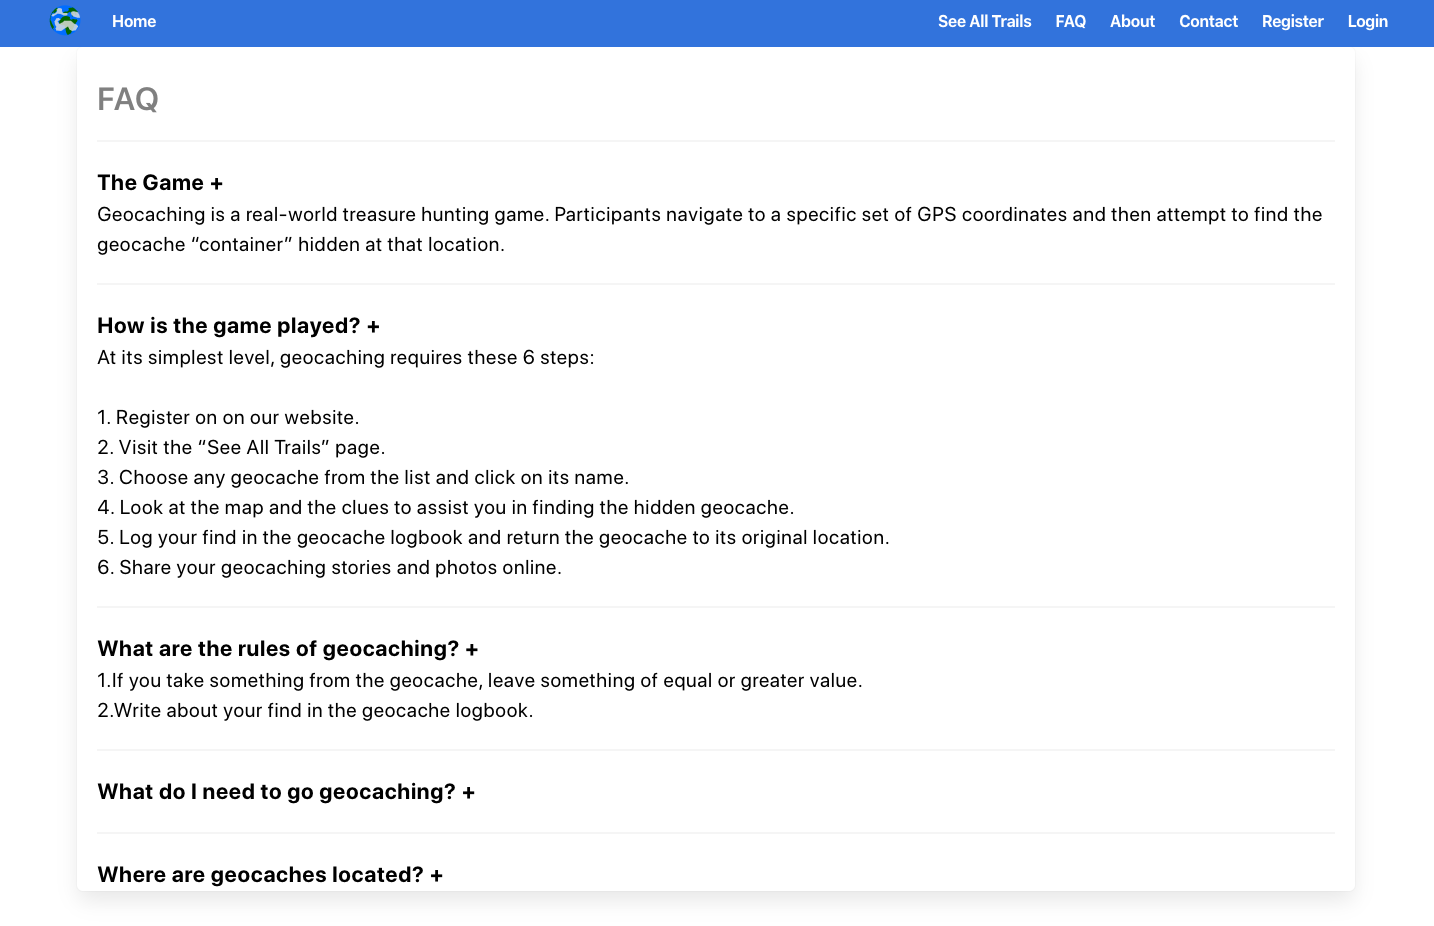 Home See All Trails FAQ About Contact Register Login
FAQ
The Game +
Geocaching is a real-world treasure hunting game. Participants navigate to a specific set of GPS coordinates and then attempt to find the
geocache “container” hidden at that location.
How is the game played? +
At its simplest level, geocaching requires these 6 steps:
1. Register on on our website.
2. Visit the “See All Trails” page.
3. Choose any geocache from the list and click on its name.
4. Look at the map and the clues to assist you in finding the hidden geocache.
5. Log your find in the geocache logbook and return the geocache to its original location.
6. Share your geocaching stories and photos online.
What are the rules of geocaching? +
1.If you take something from the geocache, leave something of equal or greater value.
2.Write about your find in the geocache logbook.
What do I need to go geocaching? +
Where are geocaches located? +